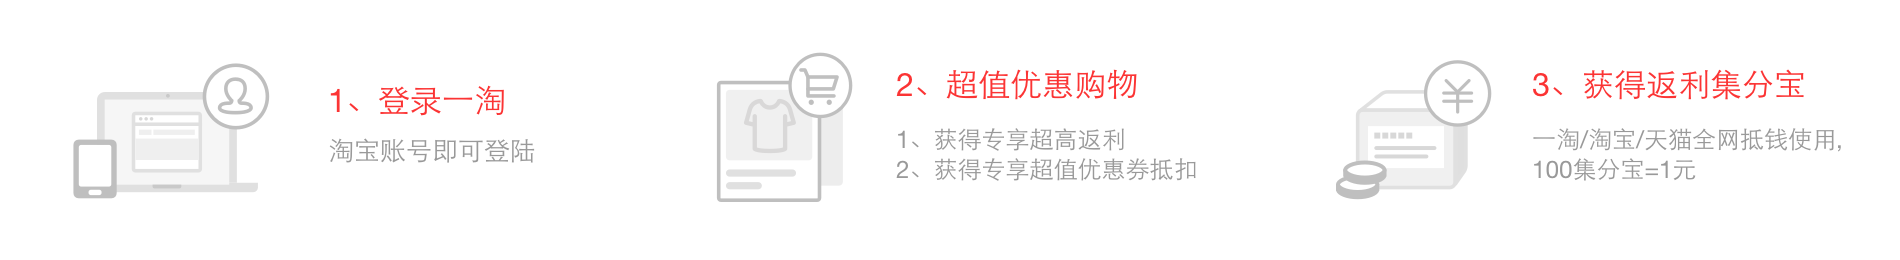 1、登录一淘
淘宝账号即可登陆
2、超值优惠购物
1、获得专享超高返利
2、获得专享超值优惠券抵扣
3、获得返利集分宝
一淘/淘宝/天猫全网抵钱使用,
100集分宝=1元